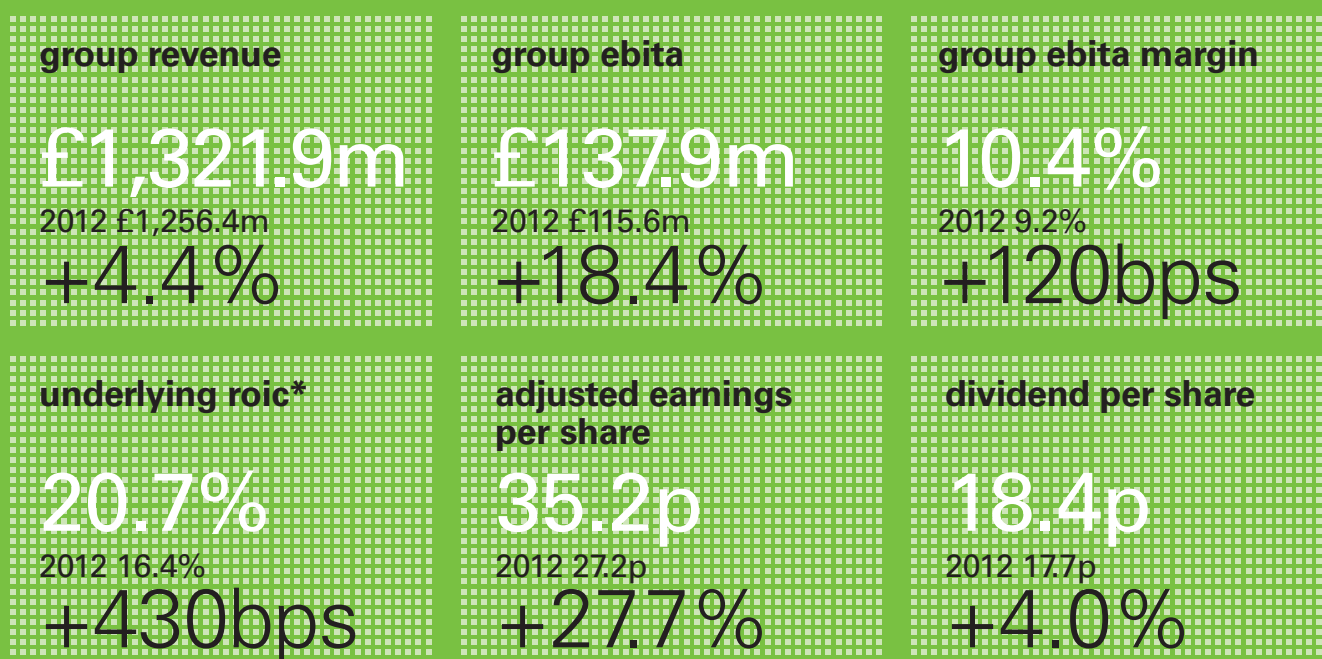 group revenue
£1,321.9m
2012 £1,256.4m
+4.4%
group ebita
£137.9m
2012 £115.6m
+18.4%
group ebita margin
10.4%
2012 9.2%
+120bps
underlying roic*
20.7%
2012 16.4%
+430bps
adjusted earnings
per share
35.2p
2012 27.2p
+27.7%
dividend per share
18.4p
2012 17.7p
+4.0%